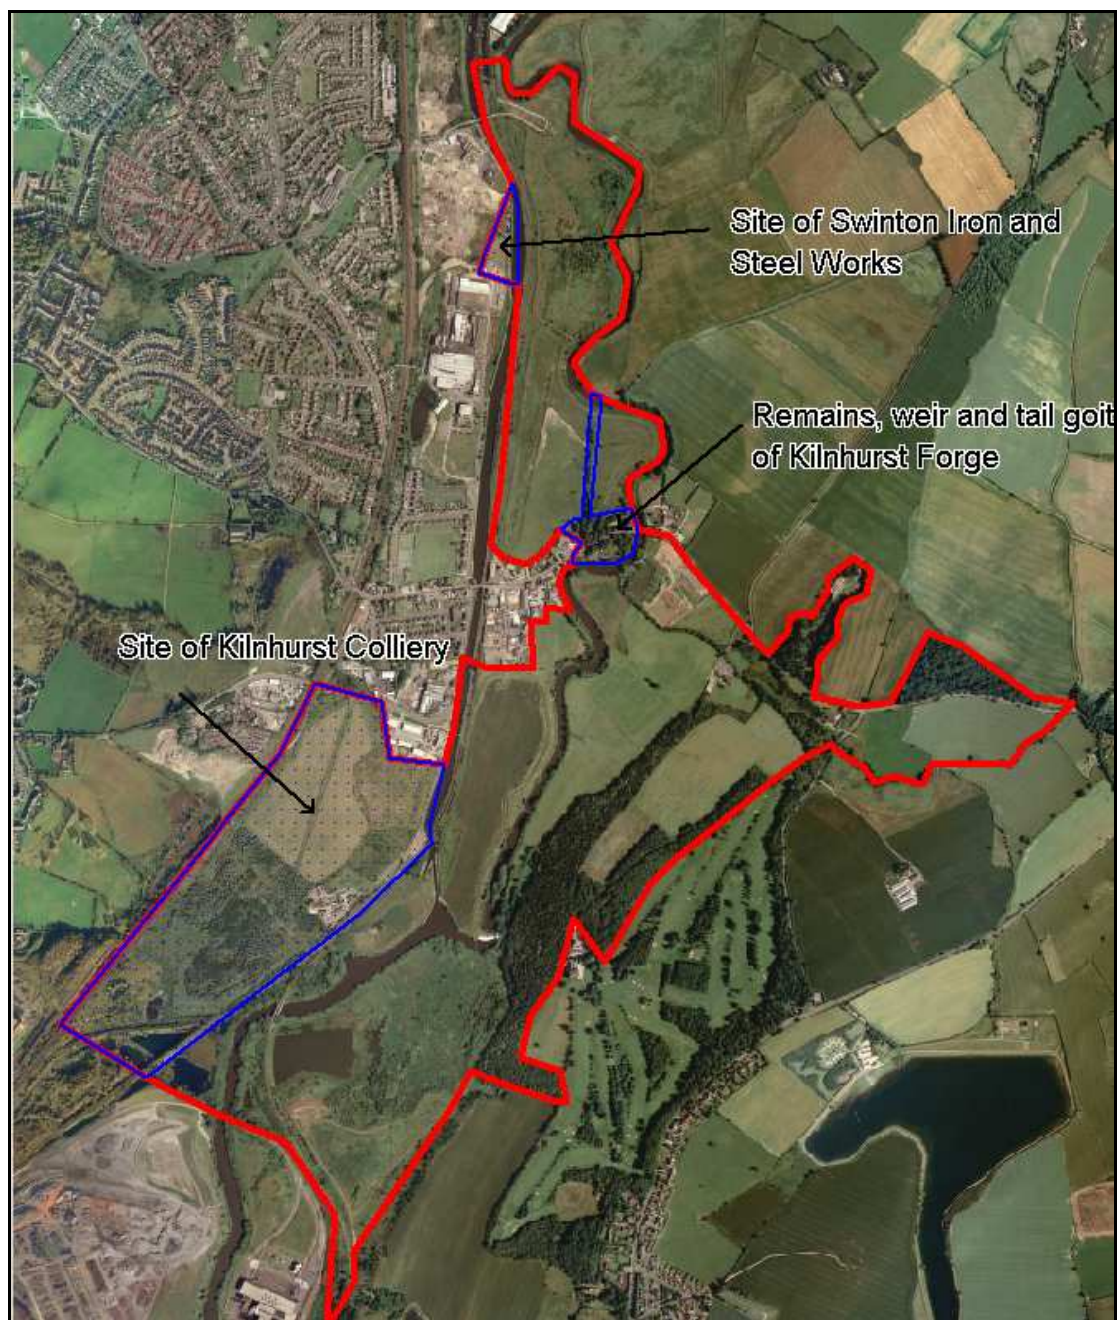 Site of Swinton Iron and
Steel Works
Remains, weir and tail goit
of Kilnhurst Forge
Site of Kilnhurst Colliery